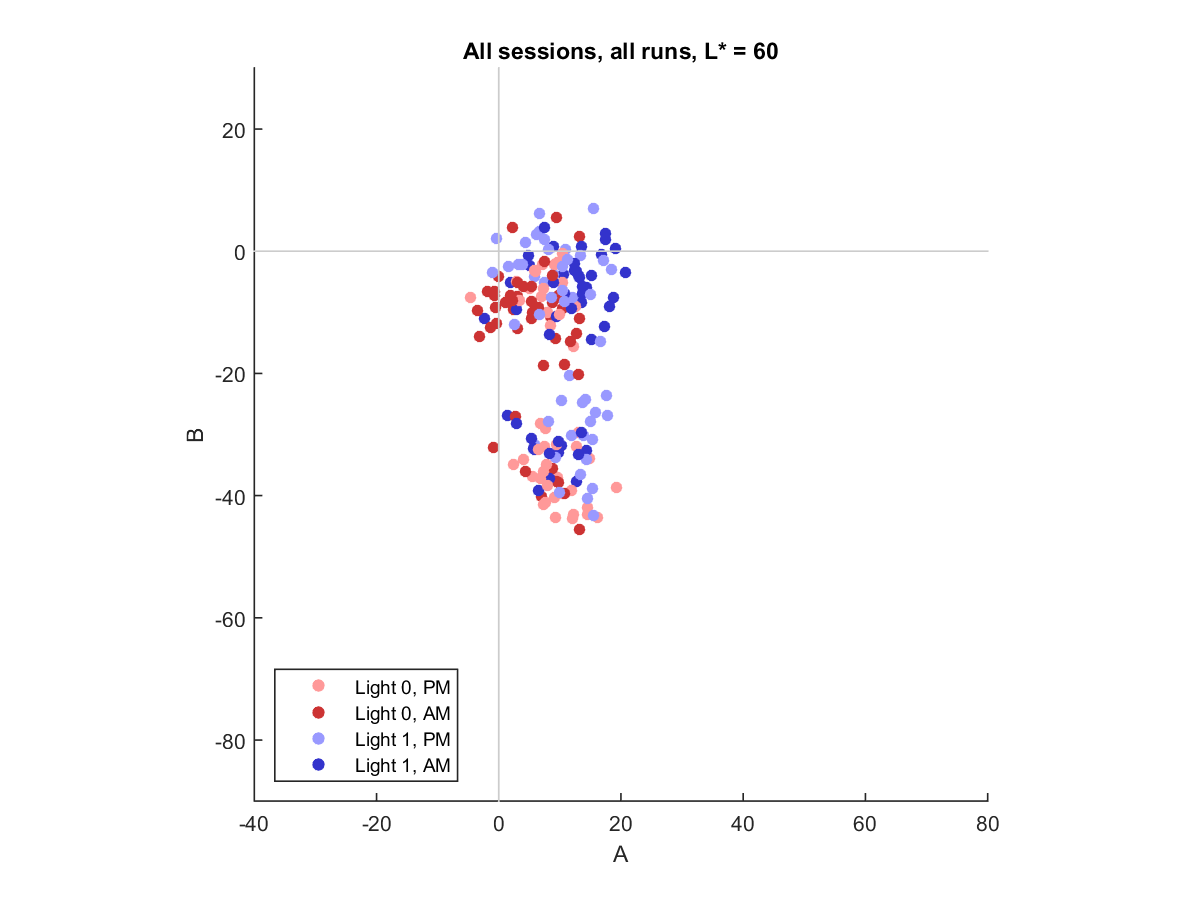 All sessions, all runs, L* = 60
20
0
-20
-40
-60
-80
B
Light 0, PM
Light 0, AM
Light 1, PM
Light 1, AM
-40 -20 0 20 40 60 80
A